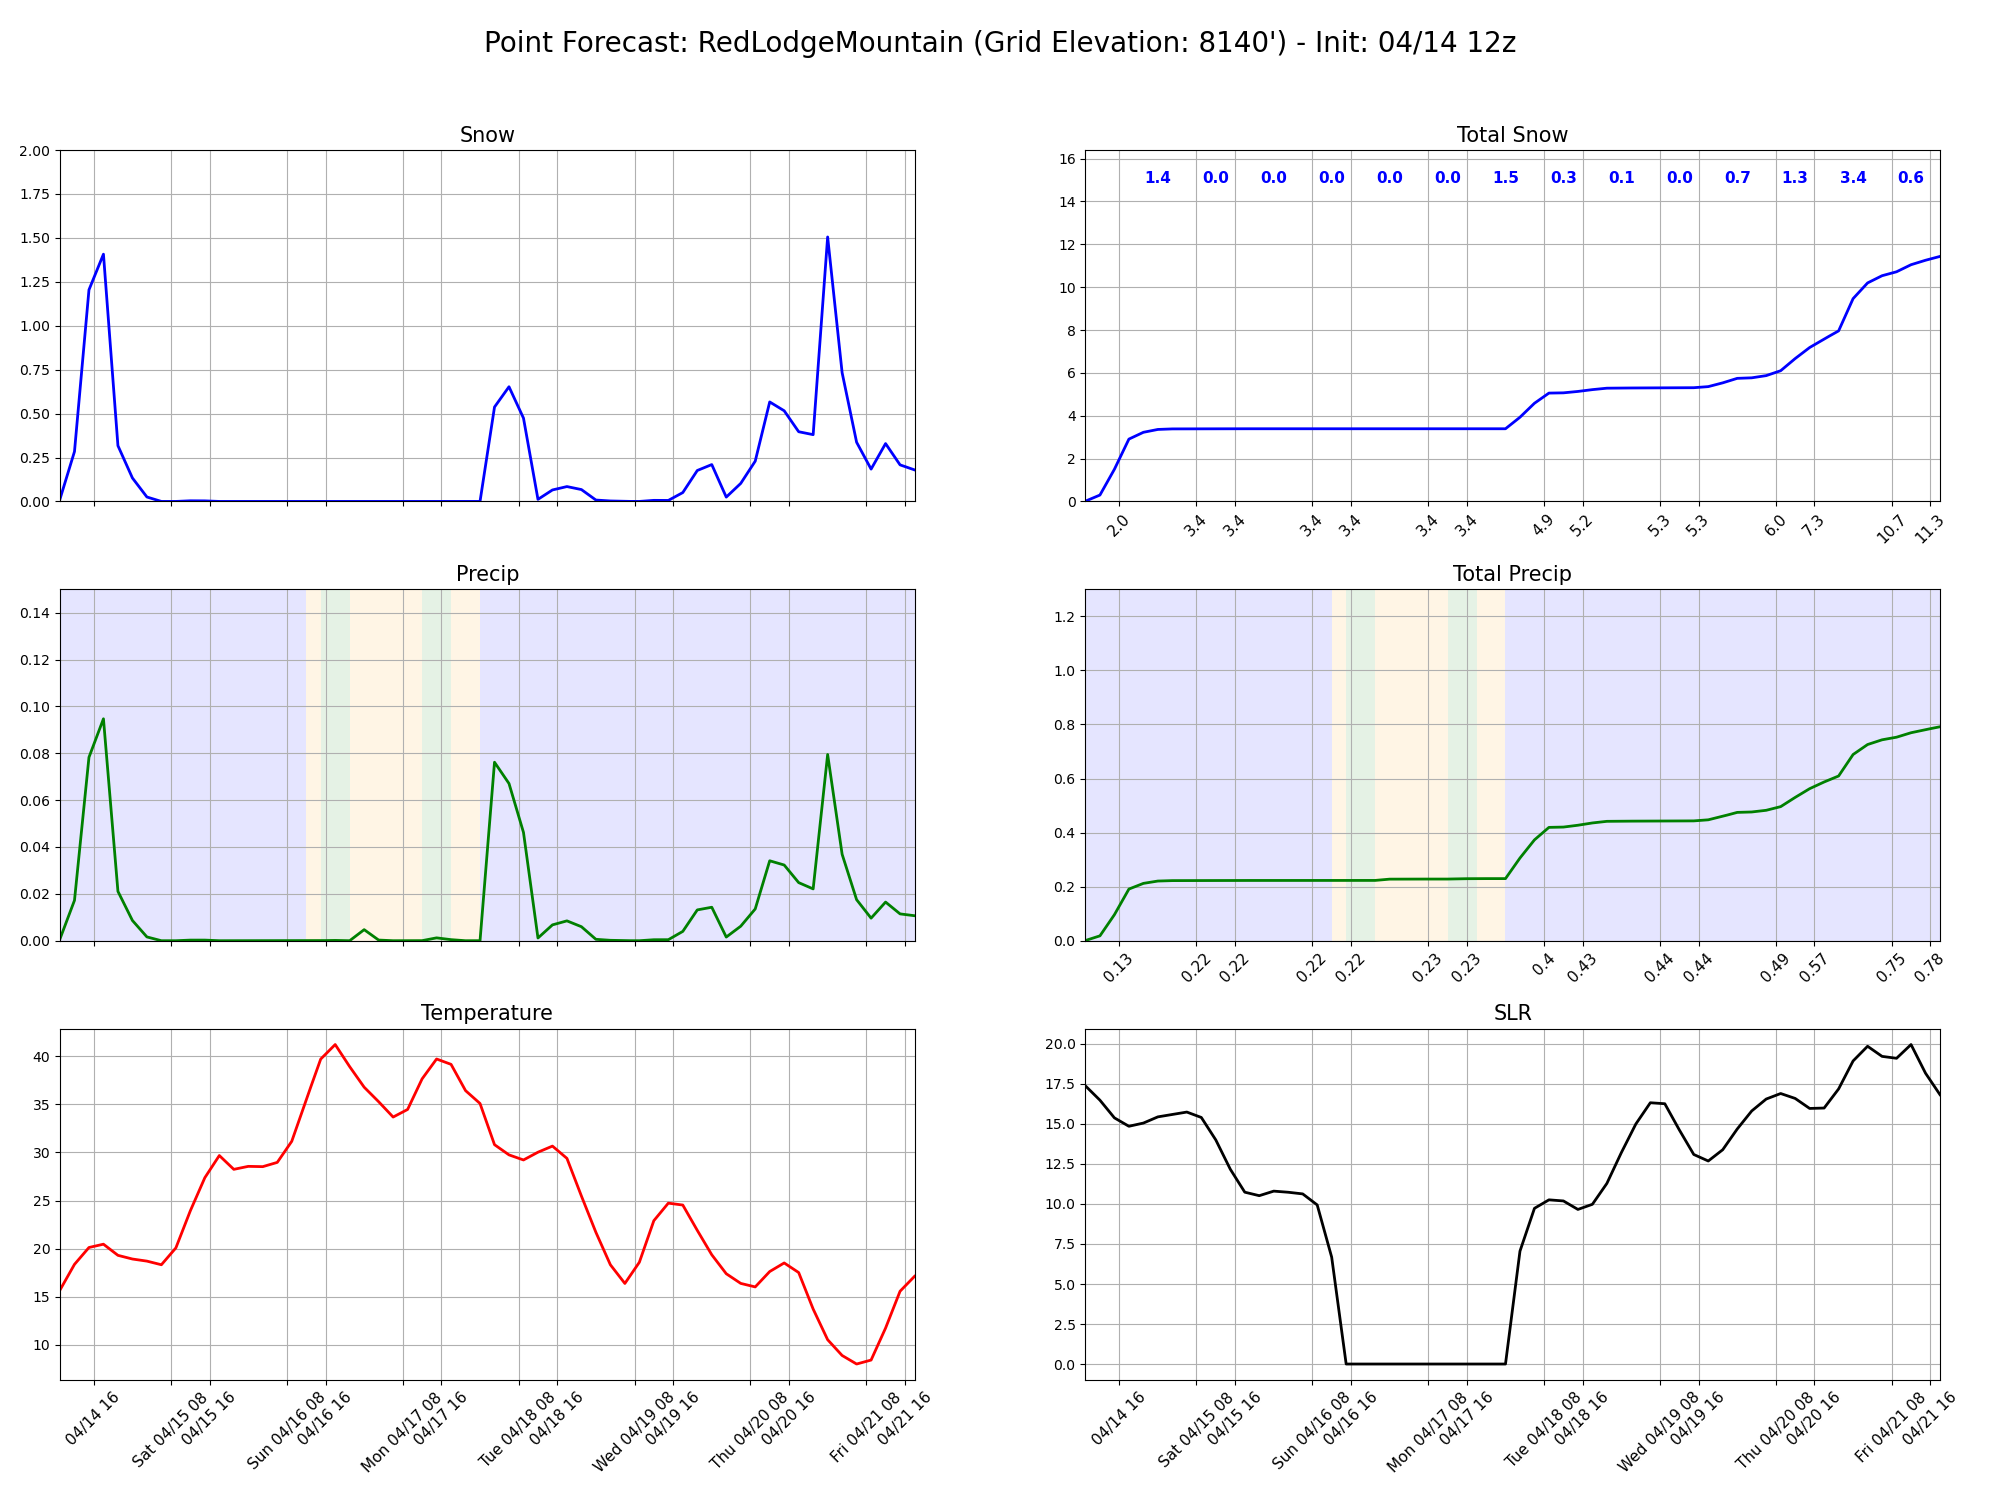 Point Forecast: RedLodgeMountain (Grid Elevation: 8140') - Init: 04/14 12z
Snow
2.00
1.75
1.50
1.25
1.00
0.75
0.50
0.25
0.00
Total Snow
16
14
12
10
8
6
4
2
0
1.4 0.0 0.0 0.0 0.0 0.0 1.5 0.3 0.1 0.0 0.7 1.3 3.4 0.6
2.0 3.4 3.4 3.4 3.4 3.4 3.4 4.9 5.2 5.3 5.3 6.0 7.3 10.7 11.3
Precip
0.14
0.12
0.10
0.08
0.06
0.04
0.02
0.00
Total Precip
1.2
1.0
0.8
0.6
0.4
0.2
0.0
0.13 0.22 0.22 0.22 0.22 0.23 0.23 0.4 0.43 0.44 0.44 0.49 0.57 0.75 0.78
Temperature
40
35
30
25
20
15
10
04/14 16
Sat 04/15 08
04/15 16
Sun 04/16 08
04/16 16
Mon 04/17 08
04/17 16
Tue 04/18 08
04/18 16
Wed 04/19 08
04/19 16
Thu 04/20 08
04/20 16
Fri 04/21 08
04/21 16
SLR
20.0
17.5
15.0
12.5
10.0
7.5
5.0
2.5
0.0
04/14 16
Sat 04/15 08
04/15 16
Sun 04/16 08
04/16 16
Mon 04/17 08
04/17 16
Tue 04/18 08
04/18 16
Wed 04/19 08
04/19 16
Thu 04/20 08
04/20 16
Fri 04/21 08
04/21 16